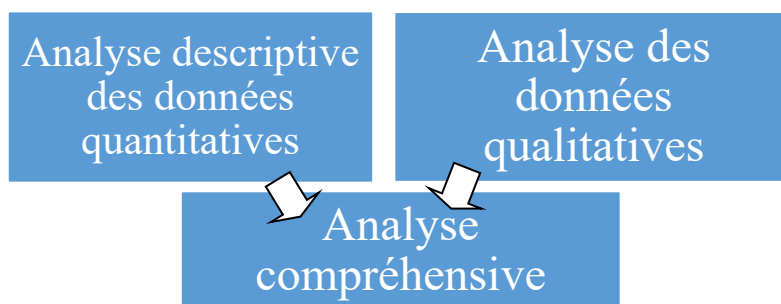 Analyse descriptive
des données
quantitatives
Analyse des
données
qualitatives
Analyse
compréhensive